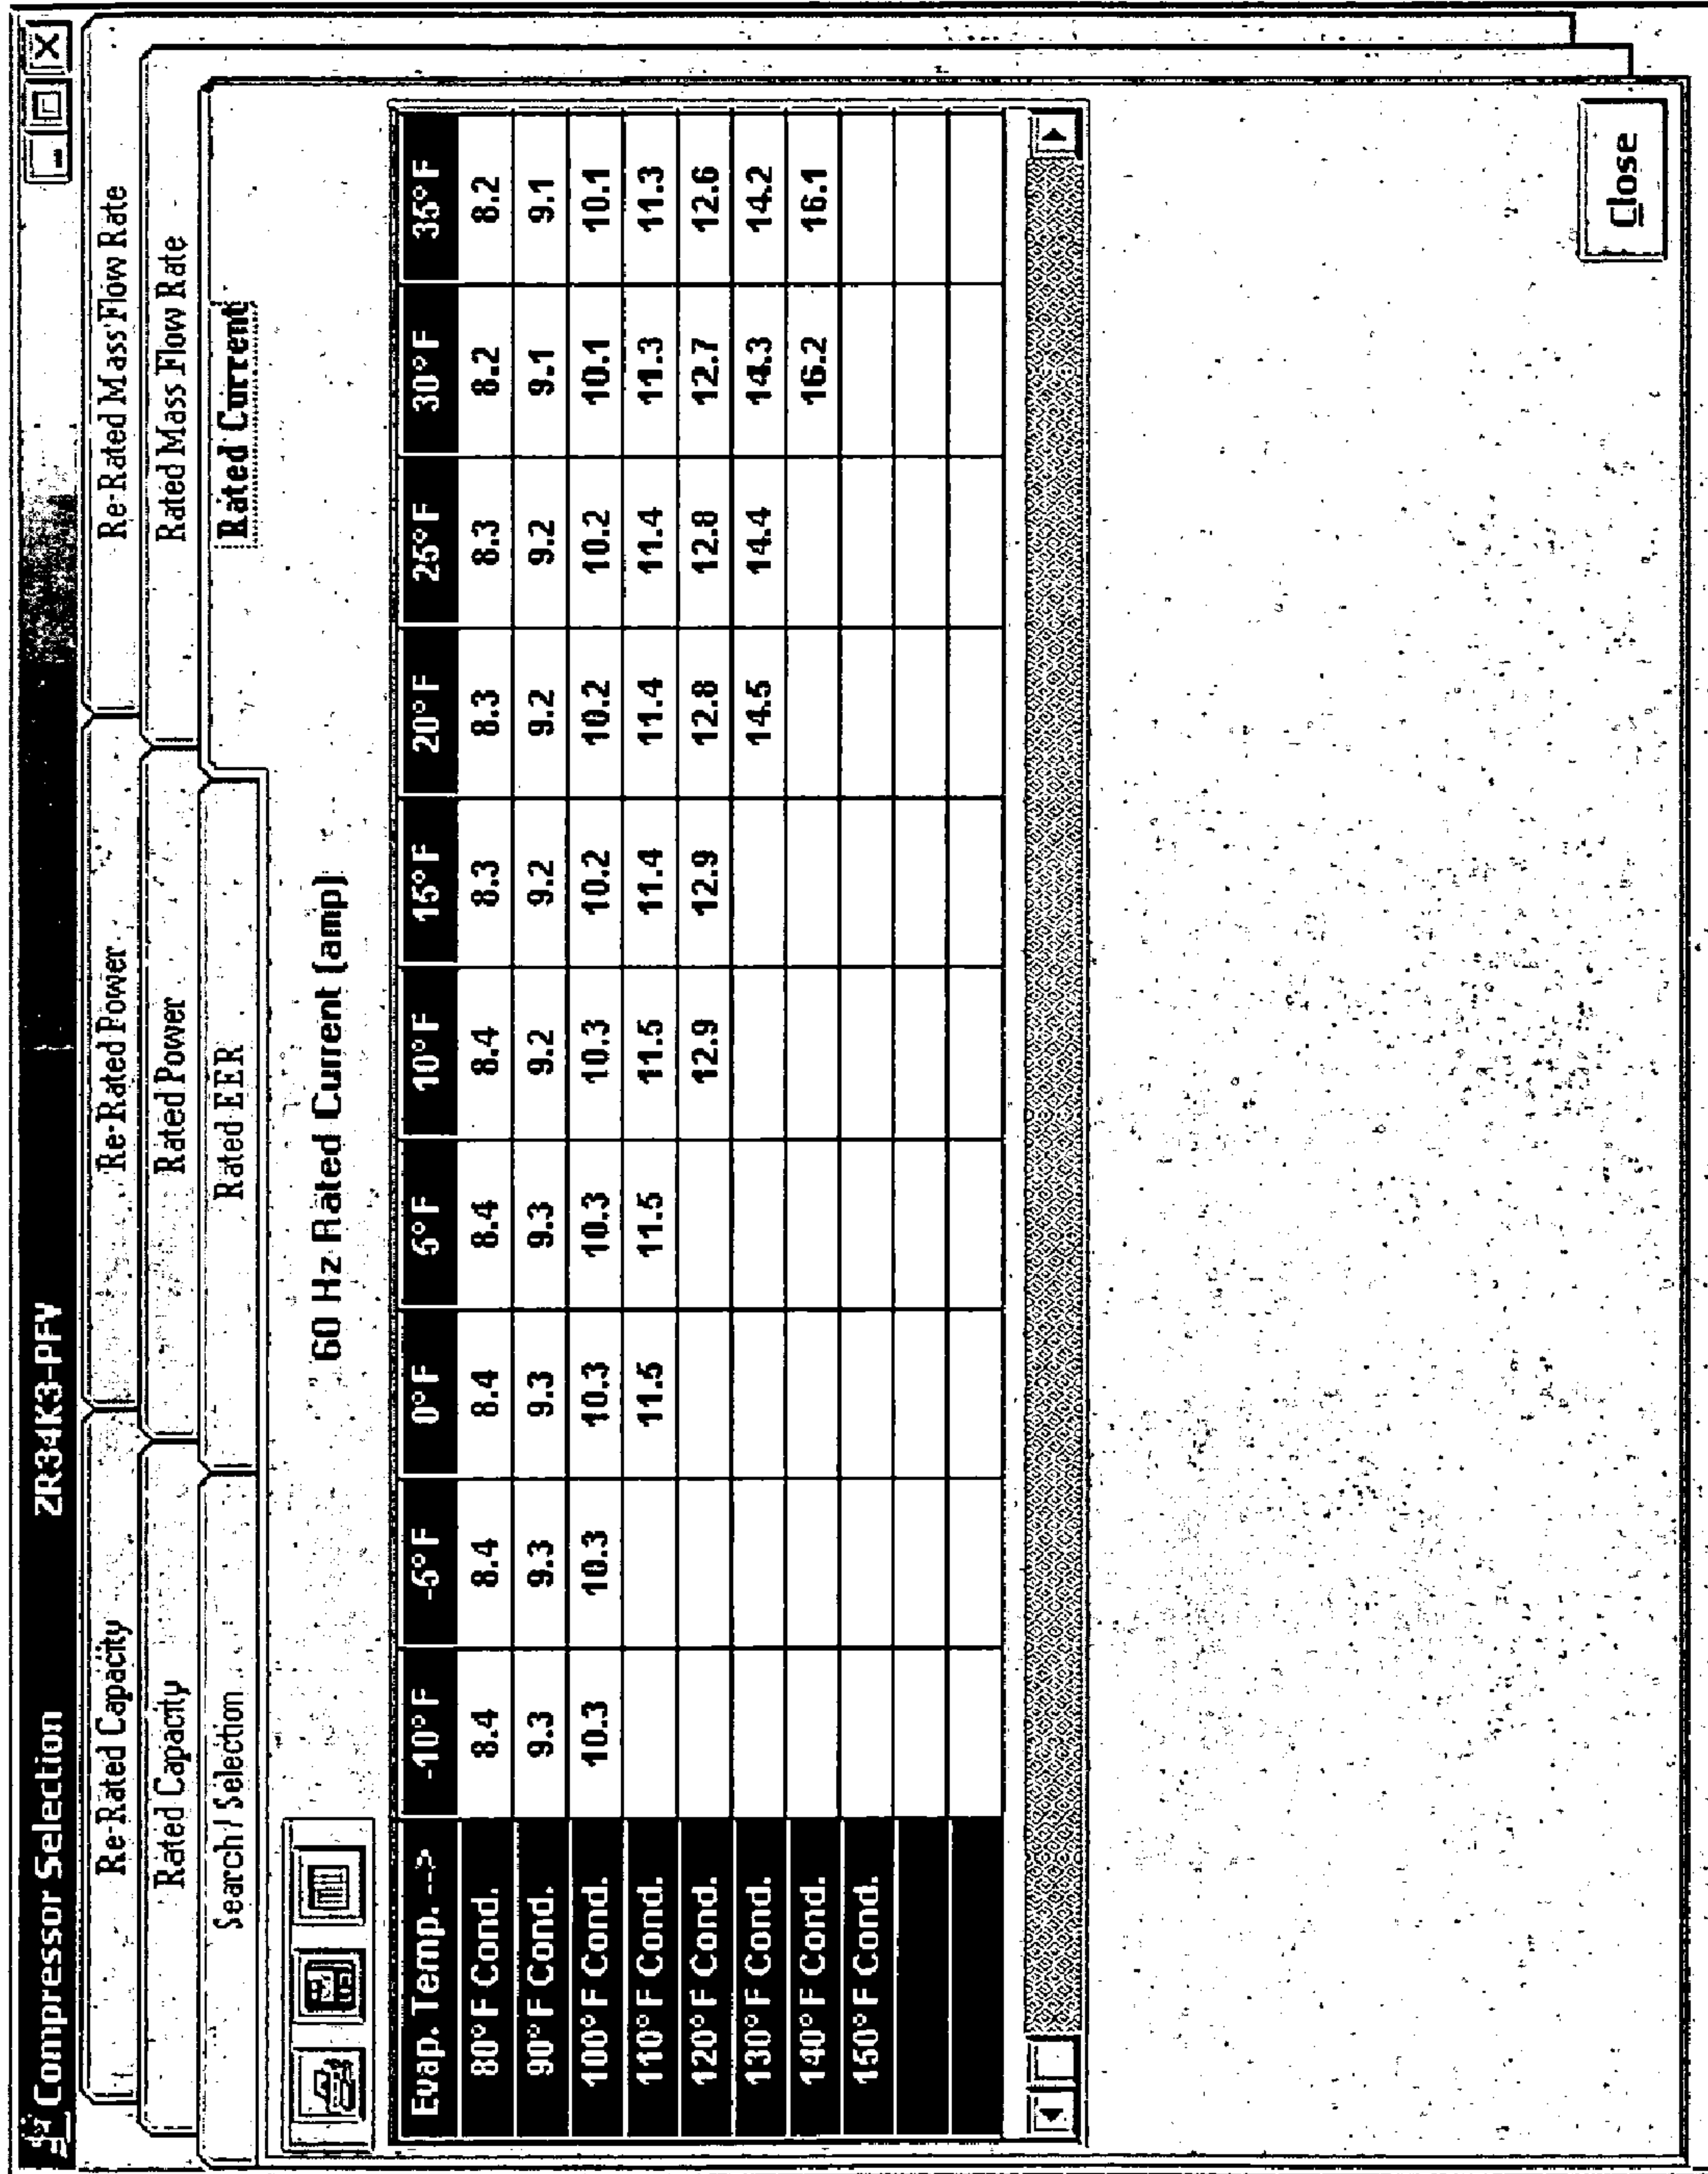 Compressor Selection ZR34K3-PFV
Re-Rated Capacity Re-Rated Power Re-Rated Mass Flow Rate
Rated Capacity Rated Power Rated Mass Flow Rate
Search / Selection Rated EER Rated Current
60 Hz Rated Current (amp)
Evap. Temp. --> -10°F -5°F 0°F 5°F 10°F 15°F 20°F 25°F 30°F 35°F
80°F Cond. 8.4 8.4 8.4 8.4 8.4 8.3 8.3 8.3 8.2 8.2
90°F Cond. 9.3 9.3 9.3 9.3 9.2 9.2 9.2 9.2 9.1 9.1
100°F Cond. 10.3 10.3 10.3 10.3 10.3 10.2 10.2 10.2 10.1 10.1
110°F Cond. 11.5 11.5 11.5 11.4 11.4 11.4 11.3 11.3
120°F Cond. 12.9 12.9 12.8 12.8 12.7 12.6
130°F Cond. 14.5 14.4 14.3 14.2
140°F Cond. 16.2 16.1
150°F Cond.
Close